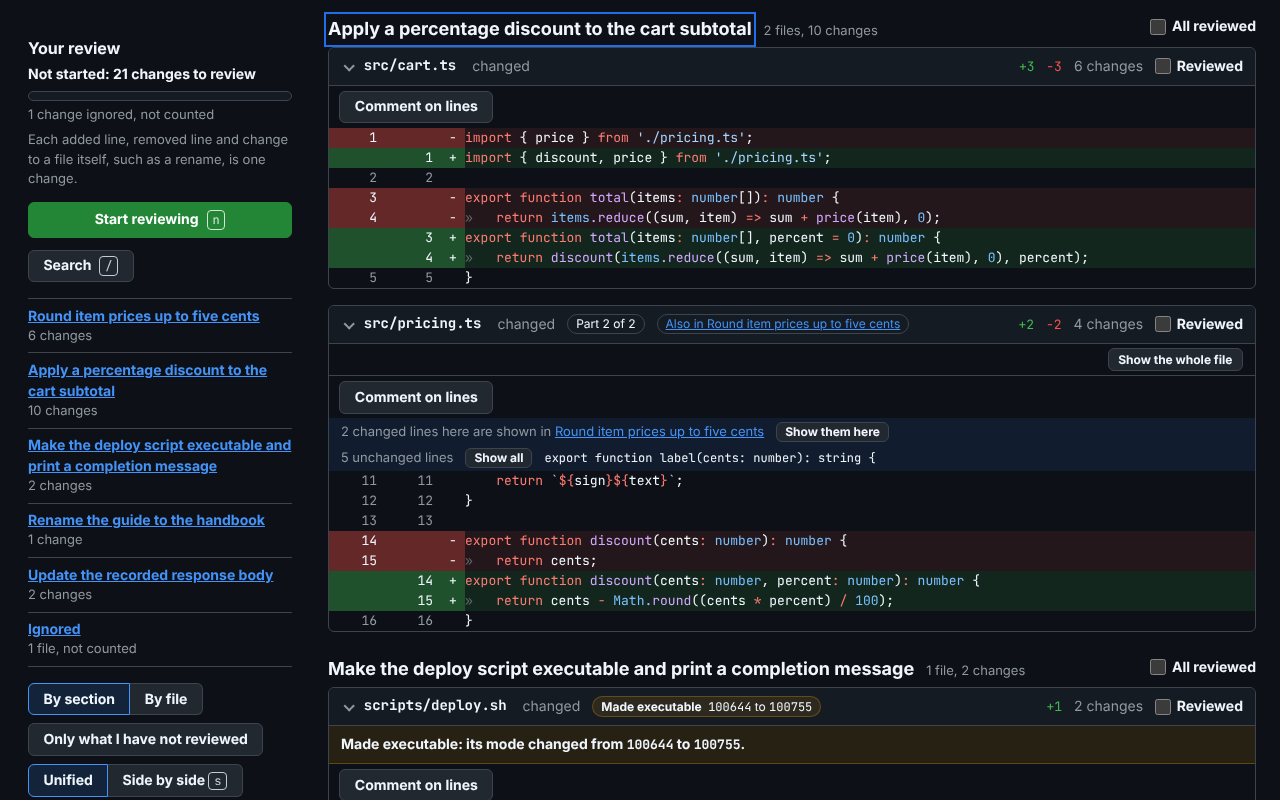 Your review
Not started: 21 changes to review
1 change ignored, not counted
Each added line, removed line and change
to a file itself, such as a rename, is one
change.
Start reviewing n
Search /
Round item prices up to five cents
6 changes
Apply a percentage discount to the
cart subtotal
10 changes
Make the deploy script executable and
print a completion message
2 changes
Rename the guide to the handbook
1 change
Update the recorded response body
2 changes
Ignored
1 file, not counted
By section By file
Only what I have not reviewed
Unified Side by side s
Apply a percentage discount to the cart subtotal 2 files, 10 changes All reviewed
src/cart.ts changed +3 -3 6 changes Reviewed
Comment on lines
1 - import { price } from './pricing.ts';
1 + import { discount, price } from './pricing.ts';
2 2
3 - export function total(items: number[]): number {
4 - » return items.reduce((sum, item) => sum + price(item), 0);
3 + export function total(items: number[], percent = 0): number {
4 + » return discount(items.reduce((sum, item) => sum + price(item), 0), percent);
5 5 }
src/pricing.ts changed Part 2 of 2 Also in Round item prices up to five cents +2 -2 4 changes Reviewed
Show the whole file
Comment on lines
2 changed lines here are shown in Round item prices up to five cents Show them here
5 unchanged lines Show all export function label(cents: number): string {
11 11 return `${sign}${text}`;
12 12 }
13 13
14 - export function discount(cents: number): number {
15 - » return cents;
14 + export function discount(cents: number, percent: number): number {
15 + » return cents - Math.round((cents * percent) / 100);
16 16 }
Make the deploy script executable and print a completion message 1 file, 2 changes All reviewed
scripts/deploy.sh changed Made executable 100644 to 100755 +1 2 changes Reviewed
Made executable: its mode changed from 100644 to 100755.
Comment on lines